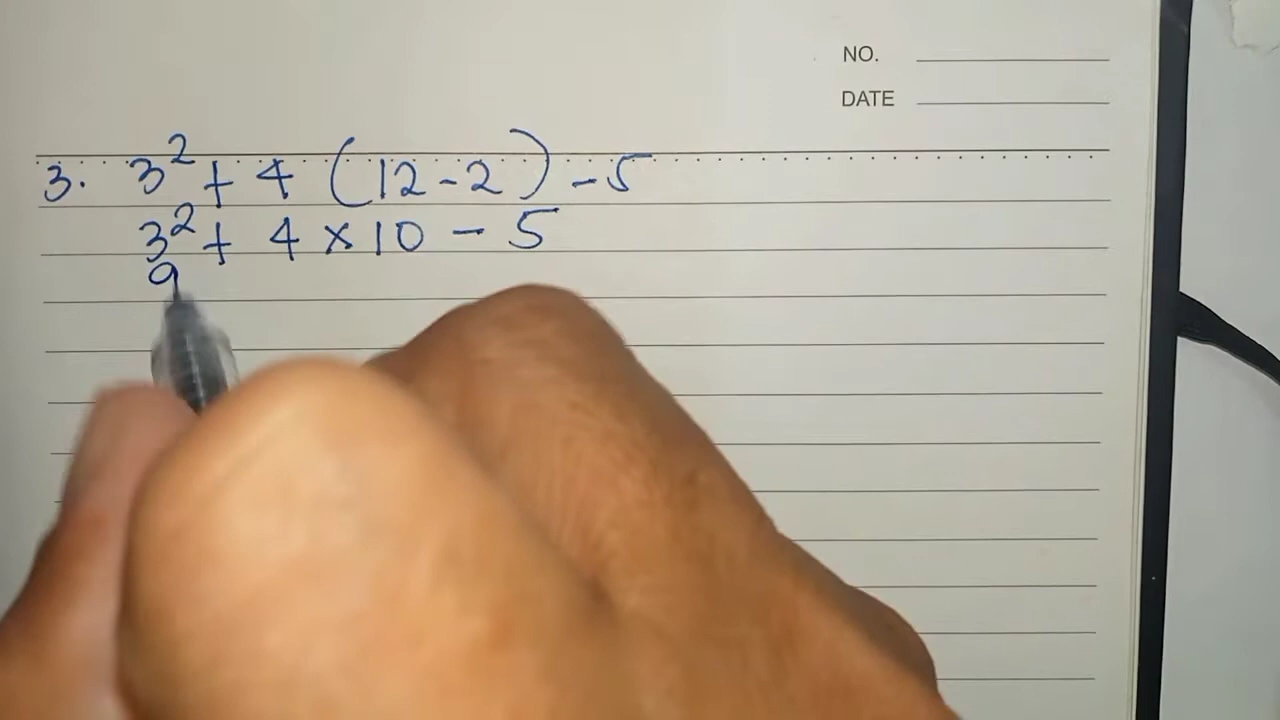 NO.
DATE
3. 3² + 4 (12 - 2) - 5
3² + 4 × 10 - 5
9